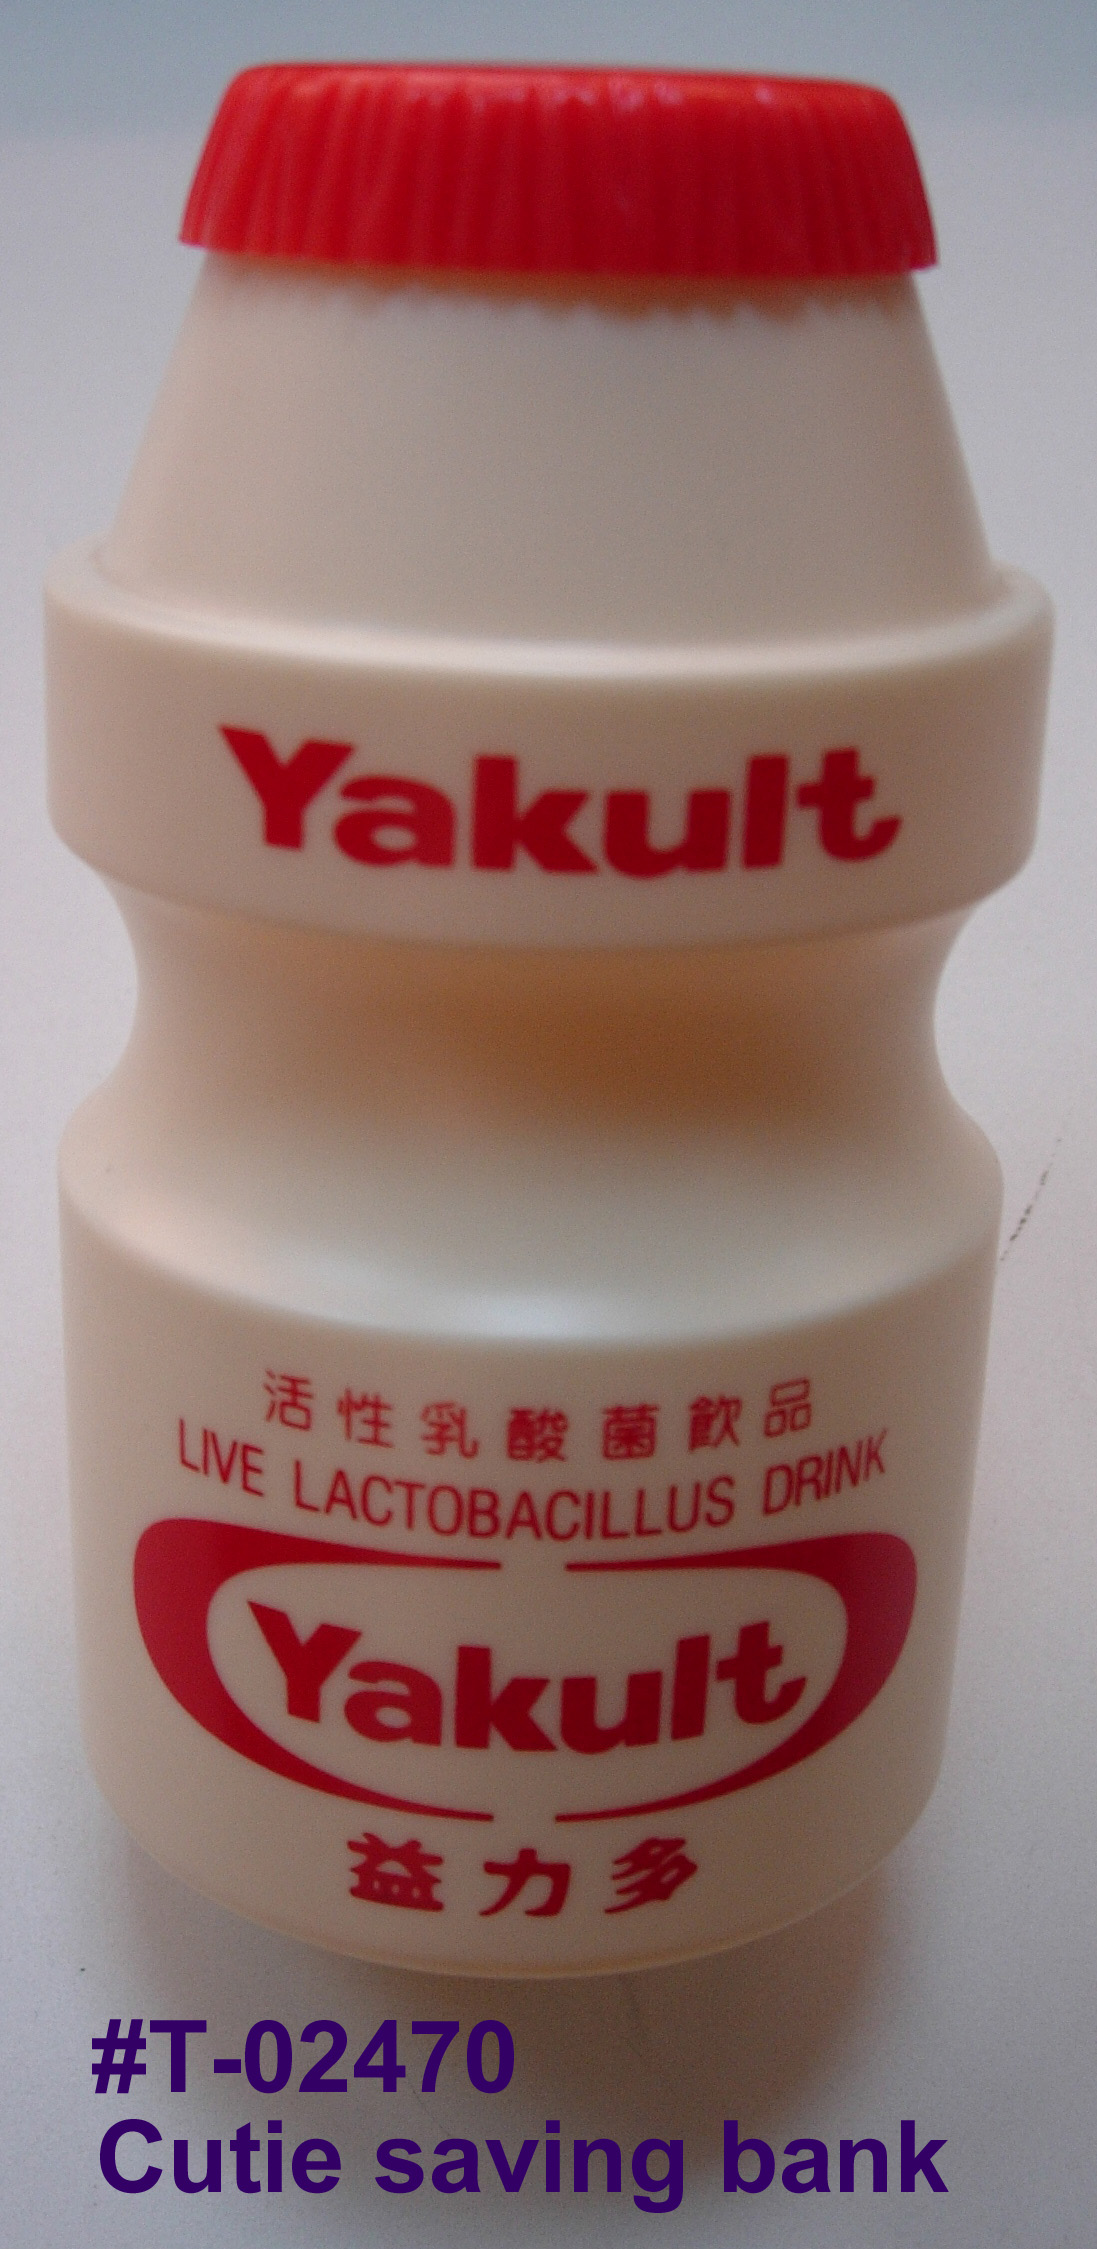 Yakult
活性乳酸菌飲品
LIVE LACTOBACILLUS DRINK
Yakult
益力多
#T-02470
Cutie saving bank